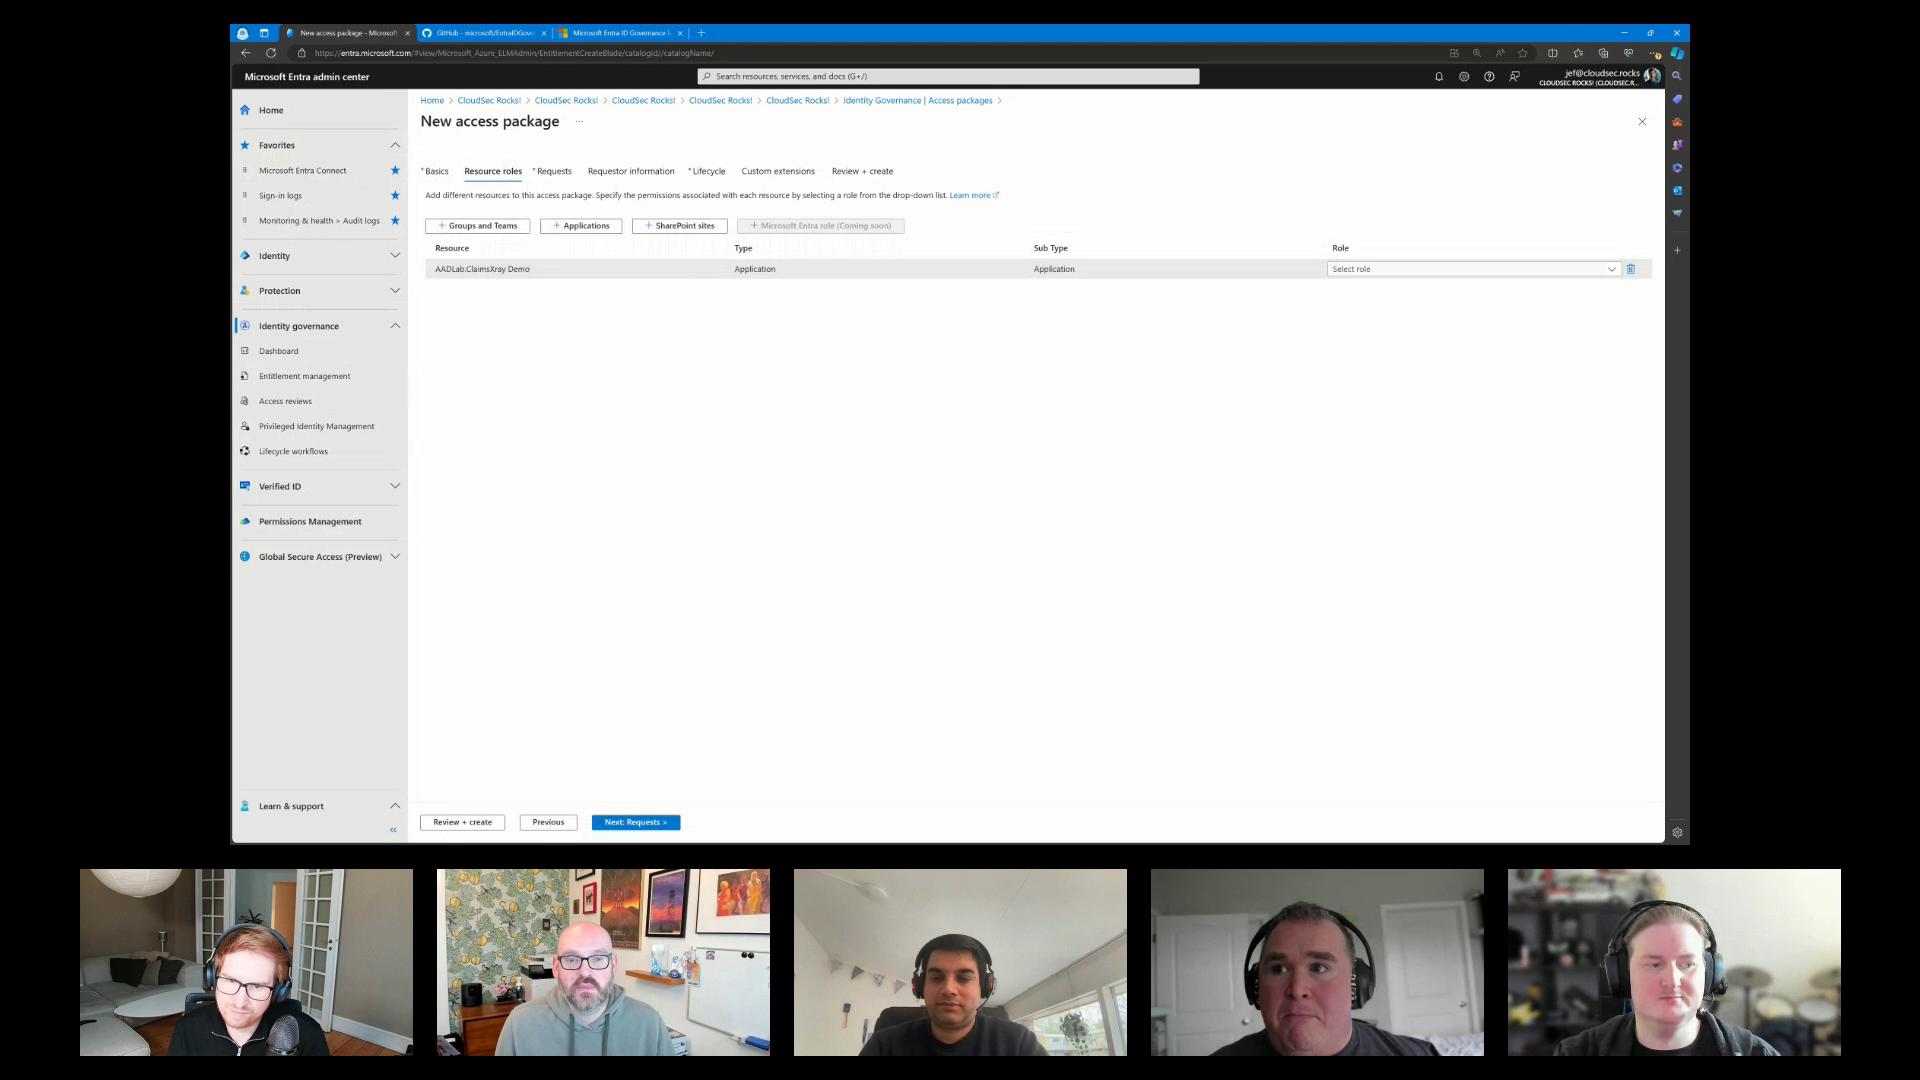 New access package - Microsoft
GitHub - microsoft/EntraIDGove
Microsoft Entra ID Governance l
https://entra.microsoft.com/#view/Microsoft_Azure_ELMAdmin/EntitlementCreateBlade/catalogId//catalogName/
Microsoft Entra admin center
Search resources, services, and docs (G+/)
jef@cloudsec.rocks
CLOUDSEC ROCKS! (CLOUDSEC.R...
Home > CloudSec Rocks! > CloudSec Rocks! > CloudSec Rocks! > CloudSec Rocks! > CloudSec Rocks! > Identity Governance | Access packages >
New access package ...
* Basics Resource roles * Requests Requestor information * Lifecycle Custom extensions Review + create
Add different resources to this access package. Specify the permissions associated with each resource by selecting a role from the drop-down list. Learn more
+ Groups and Teams + Applications + SharePoint sites + Microsoft Entra role (Coming soon)
Resource Type Sub Type Role
AADLab.ClaimsXray Demo Application Application Select role
Home
Favorites
Microsoft Entra Connect
Sign-in logs
Monitoring & health > Audit logs
Identity
Protection
Identity governance
Dashboard
Entitlement management
Access reviews
Privileged Identity Management
Lifecycle workflows
Verified ID
Permissions Management
Global Secure Access (Preview)
Learn & support
Review + create Previous Next: Requests >